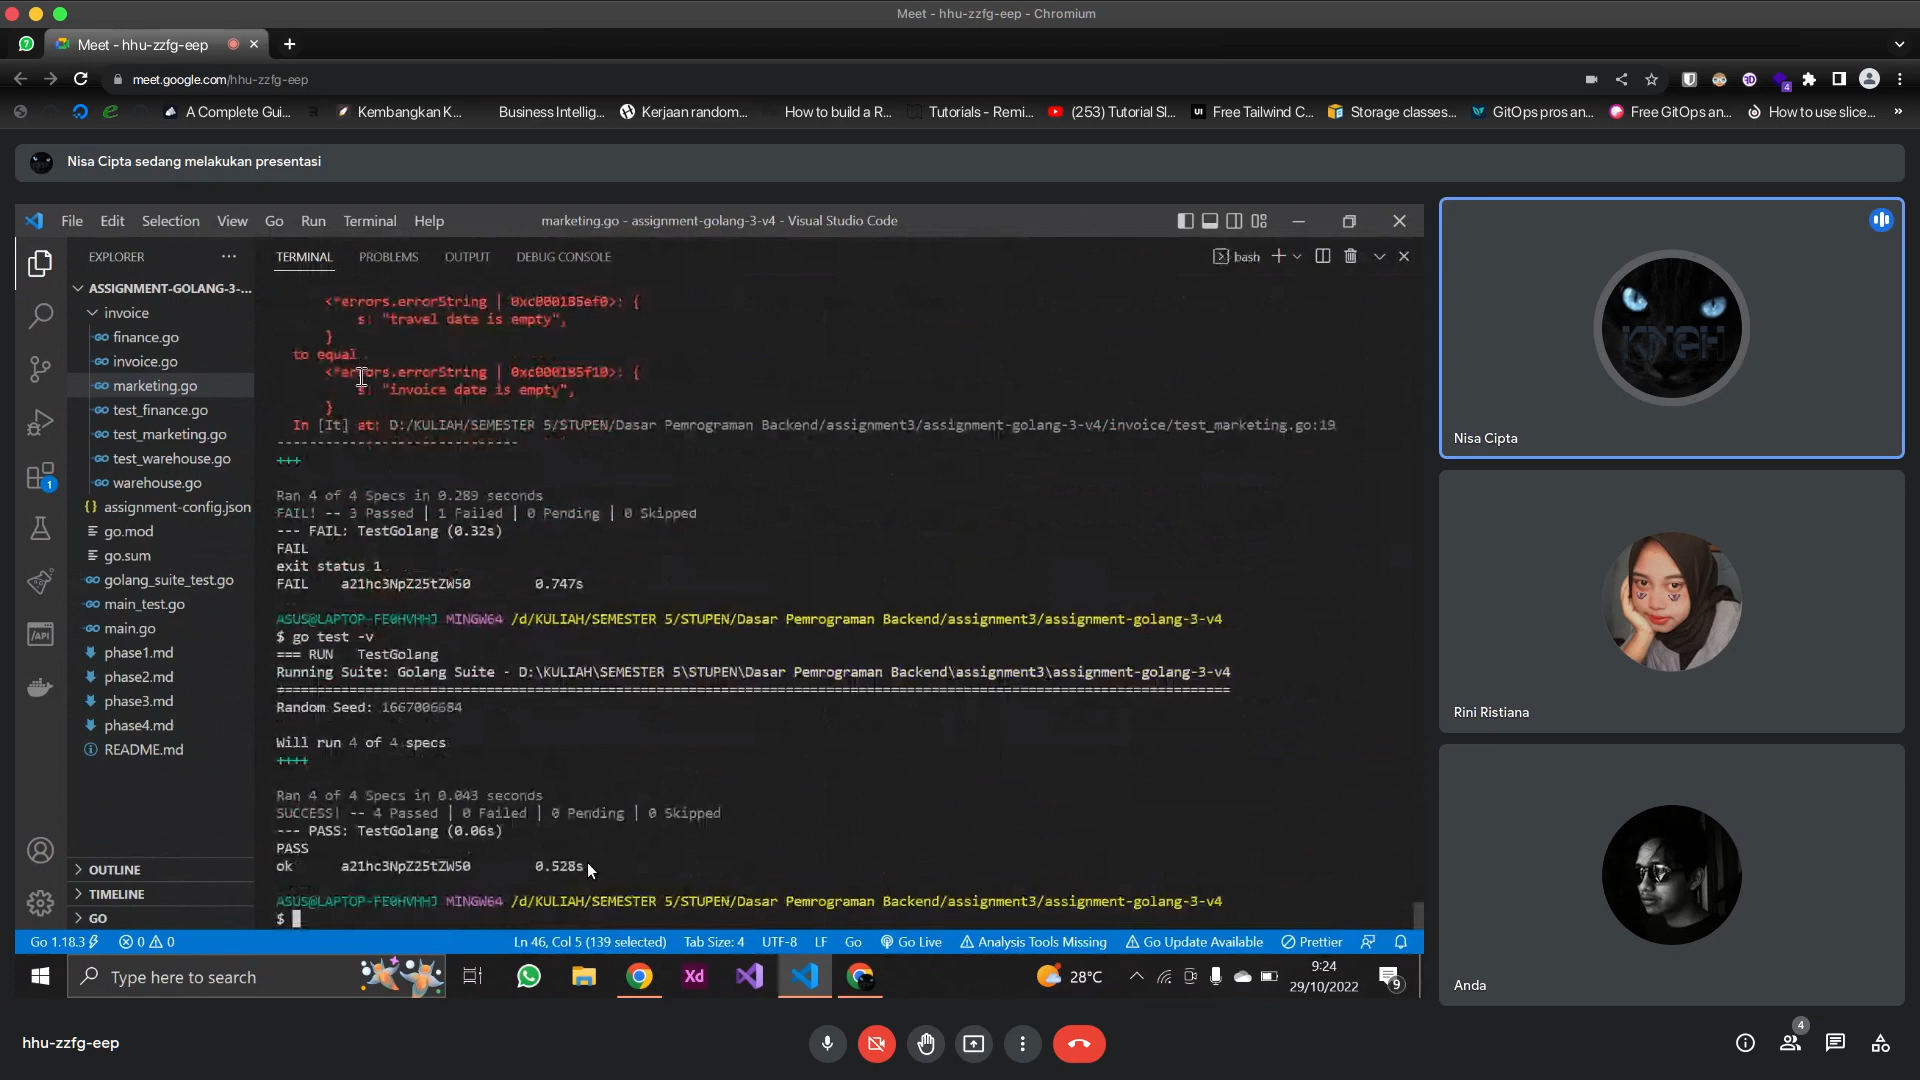 Meet - hhu-zzfg-eep - Chromium
Meet - hhu-zzfg-eep
meet.google.com/hhu-zzfg-eep
A Complete Gui...
Kembangkan K...
Business Intellig...
Kerjaan random...
How to build a R...
Tutorials - Remi...
(253) Tutorial Sl...
Free Tailwind C...
Storage classes...
GitOps pros an...
Free GitOps an...
How to use slice...
Nisa Cipta sedang melakukan presentasi
File Edit Selection View Go Run Terminal Help
marketing.go - assignment-golang-3-v4 - Visual Studio Code
EXPLORER
ASSIGNMENT-GOLANG-3-...
invoice
finance.go
invoice.go
marketing.go
test_finance.go
test_marketing.go
test_warehouse.go
warehouse.go
assignment-config.json
go.mod
go.sum
golang_suite_test.go
main_test.go
main.go
phase1.md
phase2.md
phase3.md
phase4.md
README.md
OUTLINE
TIMELINE
GO
1
API
TERMINAL PROBLEMS OUTPUT DEBUG CONSOLE
bash
<*errors.errorString | 0xc000185ef0>: {
s: "travel date is empty",
}
to equal
<*errors.errorString | 0xc000185f10>: {
s: "invoice date is empty",
}
In [It] at: D:/KULIAH/SEMESTER 5/STUPEN/Dasar Pemrograman Backend/assignment3/assignment-golang-3-v4/invoice/test_marketing.go:19
------------------------------
+++
Ran 4 of 4 Specs in 0.289 seconds
FAIL! -- 3 Passed | 1 Failed | 0 Pending | 0 Skipped
--- FAIL: TestGolang (0.32s)
FAIL
exit status 1
FAIL a21hc3NpZ25tZW50 0.747s
ASUS@LAPTOP-FE0HVHHJ MINGW64 /d/KULIAH/SEMESTER 5/STUPEN/Dasar Pemrograman Backend/assignment3/assignment-golang-3-v4
$ go test -v
=== RUN TestGolang
Running Suite: Golang Suite - D:\KULIAH\SEMESTER 5\STUPEN\Dasar Pemrograman Backend\assignment3\assignment-golang-3-v4
Random Seed: 1667006684
Will run 4 of 4 specs
++++
Ran 4 of 4 Specs in 0.043 seconds
SUCCESS! -- 4 Passed | 0 Failed | 0 Pending | 0 Skipped
--- PASS: TestGolang (0.06s)
PASS
ok a21hc3NpZ25tZW50 0.528s
ASUS@LAPTOP-FE0HVHHJ MINGW64 /d/KULIAH/SEMESTER 5/STUPEN/Dasar Pemrograman Backend/assignment3/assignment-golang-3-v4
$
Go 1.18.3 0 0 Ln 46, Col 5 (139 selected) Tab Size: 4 UTF-8 LF Go Go Live Analysis Tools Missing Go Update Available Prettier
Type here to search
Xd
28°C
9:24
29/10/2022
9
Nisa Cipta
Rini Ristiana
Anda
hhu-zzfg-eep
4